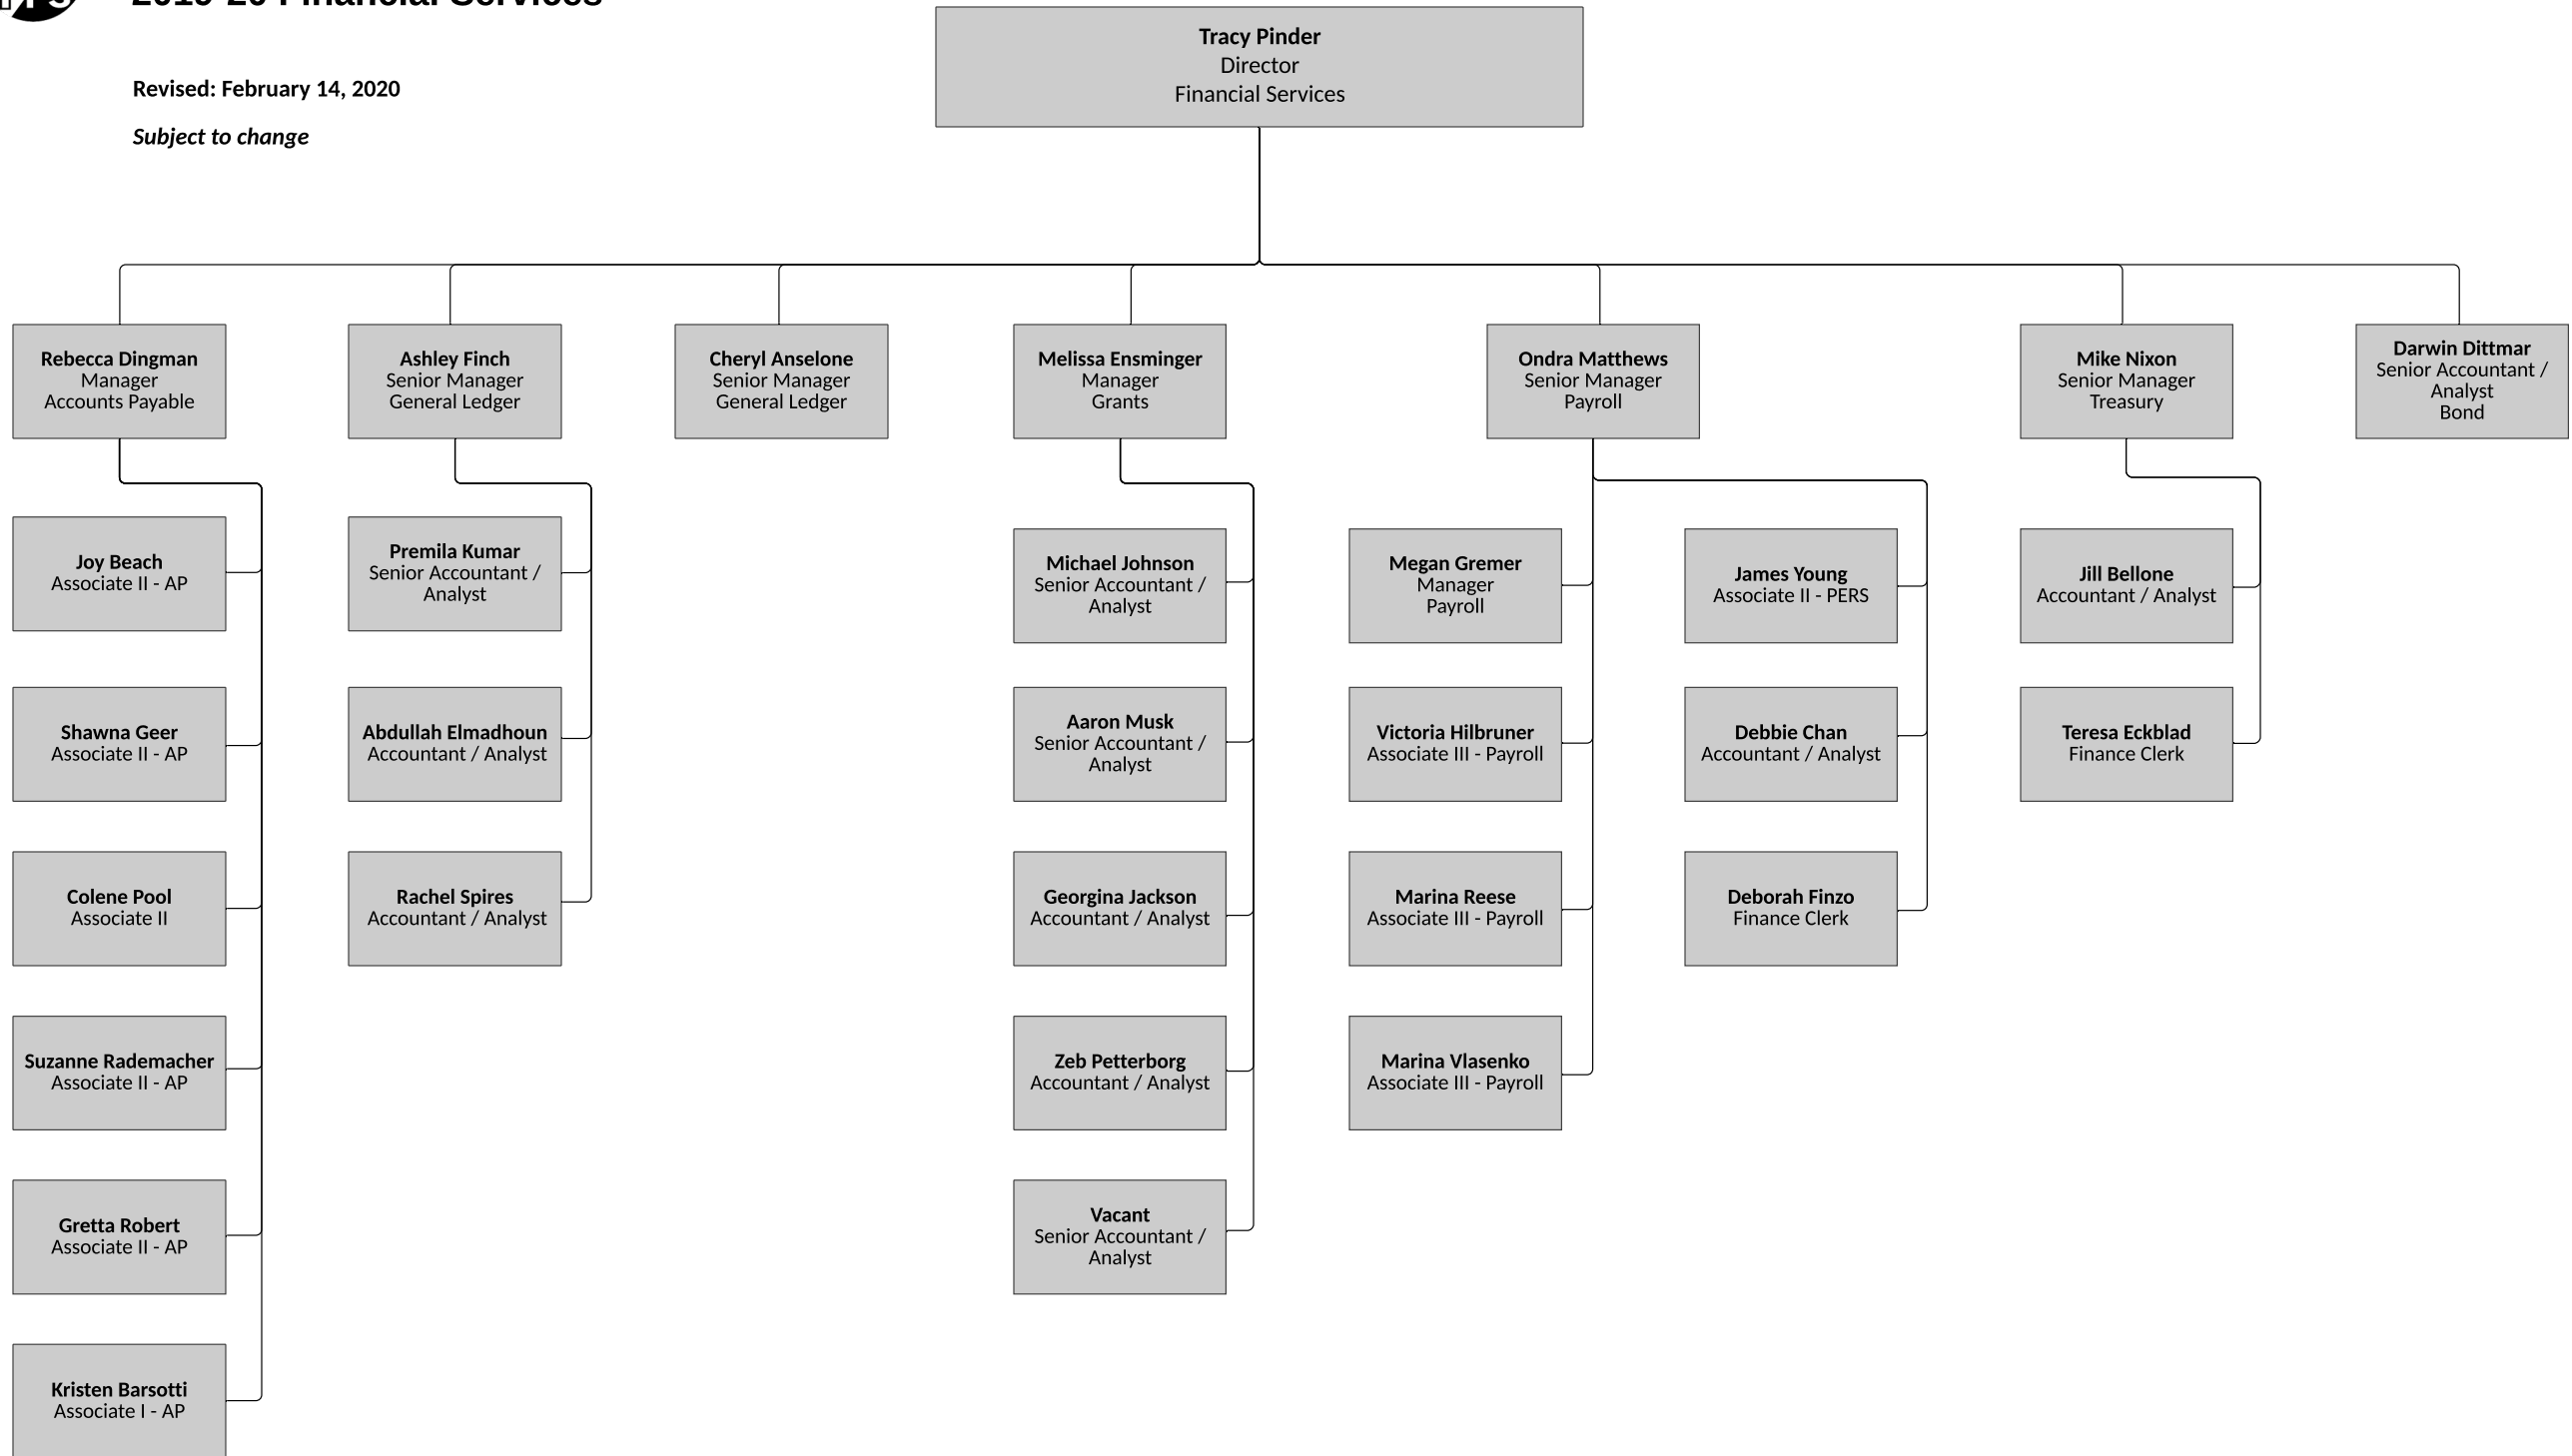 2019-20 Financial Services
Revised: February 14, 2020
Subject to change
Tracy Pinder
Director
Financial Services
Rebecca Dingman
Manager
Accounts Payable
Ashley Finch
Senior Manager
General Ledger
Cheryl Anselone
Senior Manager
General Ledger
Melissa Ensminger
Manager
Grants
Ondra Matthews
Senior Manager
Payroll
Mike Nixon
Senior Manager
Treasury
Darwin Dittmar
Senior Accountant /
Analyst
Bond
Joy Beach
Associate II - AP
Shawna Geer
Associate II - AP
Colene Pool
Associate II
Suzanne Rademacher
Associate II - AP
Gretta Robert
Associate II - AP
Kristen Barsotti
Associate I - AP
Premila Kumar
Senior Accountant /
Analyst
Abdullah Elmadhoun
Accountant / Analyst
Rachel Spires
Accountant / Analyst
Michael Johnson
Senior Accountant /
Analyst
Aaron Musk
Senior Accountant /
Analyst
Georgina Jackson
Accountant / Analyst
Zeb Petterborg
Accountant / Analyst
Vacant
Senior Accountant /
Analyst
Megan Gremer
Manager
Payroll
Victoria Hilbruner
Associate III - Payroll
Marina Reese
Associate III - Payroll
Marina Vlasenko
Associate III - Payroll
James Young
Associate II - PERS
Debbie Chan
Accountant / Analyst
Deborah Finzo
Finance Clerk
Jill Bellone
Accountant / Analyst
Teresa Eckblad
Finance Clerk